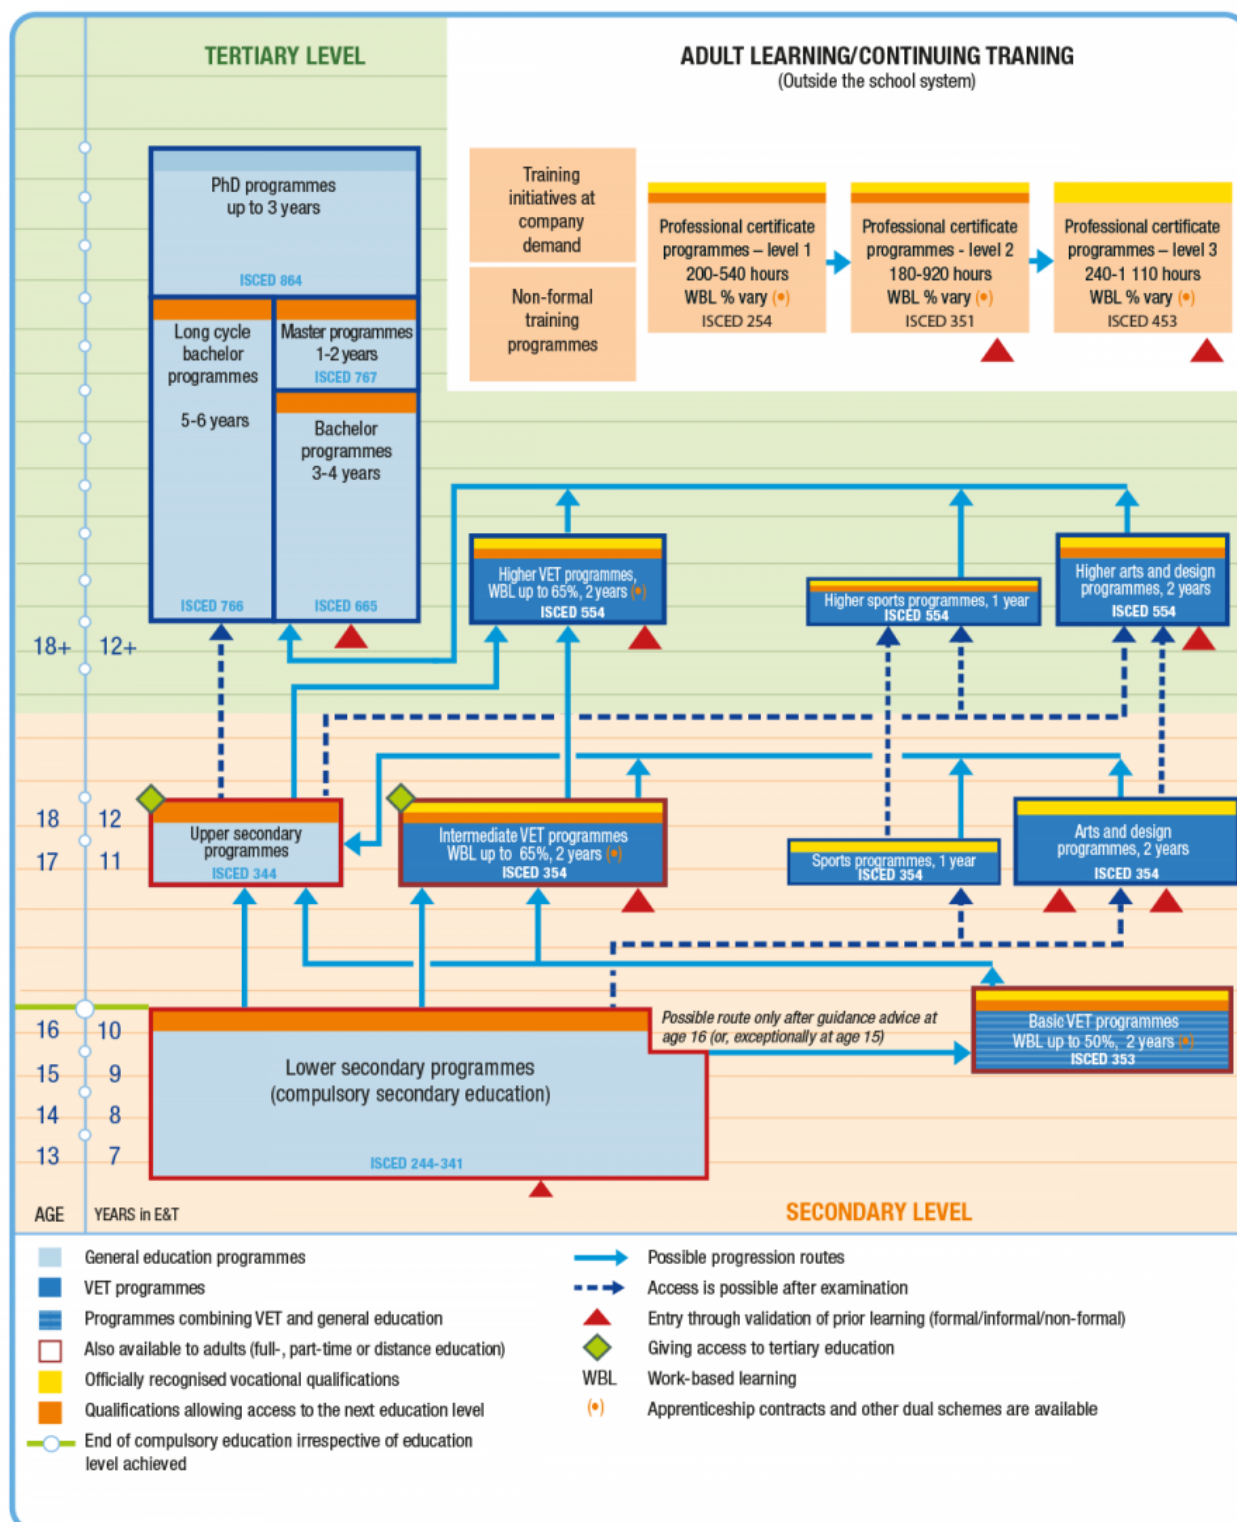 TERTIARY LEVEL
ADULT LEARNING/CONTINUING TRANING
(Outside the school system)
PhD programmes
up to 3 years
ISCED 864
Long cycle
bachelor
programmes
5-6 years
ISCED 766
Master programmes
1-2 years
ISCED 767
Bachelor
programmes
3-4 years
ISCED 665
Training
initiatives at
company
demand
Non-formal
training
programmes
Professional certificate
programmes – level 1
200-540 hours
WBL % vary (•)
ISCED 254
Professional certificate
programmes - level 2
180-920 hours
WBL % vary (•)
ISCED 351
Professional certificate
programmes – level 3
240-1 110 hours
WBL % vary (•)
ISCED 453
Higher VET programmes,
WBL up to 65%, 2 years (•)
ISCED 554
Higher sports programmes, 1 year
ISCED 554
Higher arts and design
programmes, 2 years
ISCED 554
18+ 12+
18 12
17 11
Upper secondary
programmes
ISCED 344
Intermediate VET programmes
WBL up to 65%, 2 years (•)
ISCED 354
Sports programmes, 1 year
ISCED 354
Arts and design
programmes, 2 years
ISCED 354
16 10
15 9
14 8
13 7
Lower secondary programmes
(compulsory secondary education)
ISCED 244-341
Possible route only after guidance advice at
age 16 (or, exceptionally at age 15)
Basic VET programmes
WBL up to 50%, 2 years (•)
ISCED 353
AGE YEARS in E&T
SECONDARY LEVEL
General education programmes
VET programmes
Programmes combining VET and general education
Also available to adults (full-, part-time or distance education)
Officially recognised vocational qualifications
Qualifications allowing access to the next education level
End of compulsory education irrespective of education
level achieved
Possible progression routes
Access is possible after examination
Entry through validation of prior learning (formal/informal/non-formal)
Giving access to tertiary education
WBL Work-based learning
(•) Apprenticeship contracts and other dual schemes are available